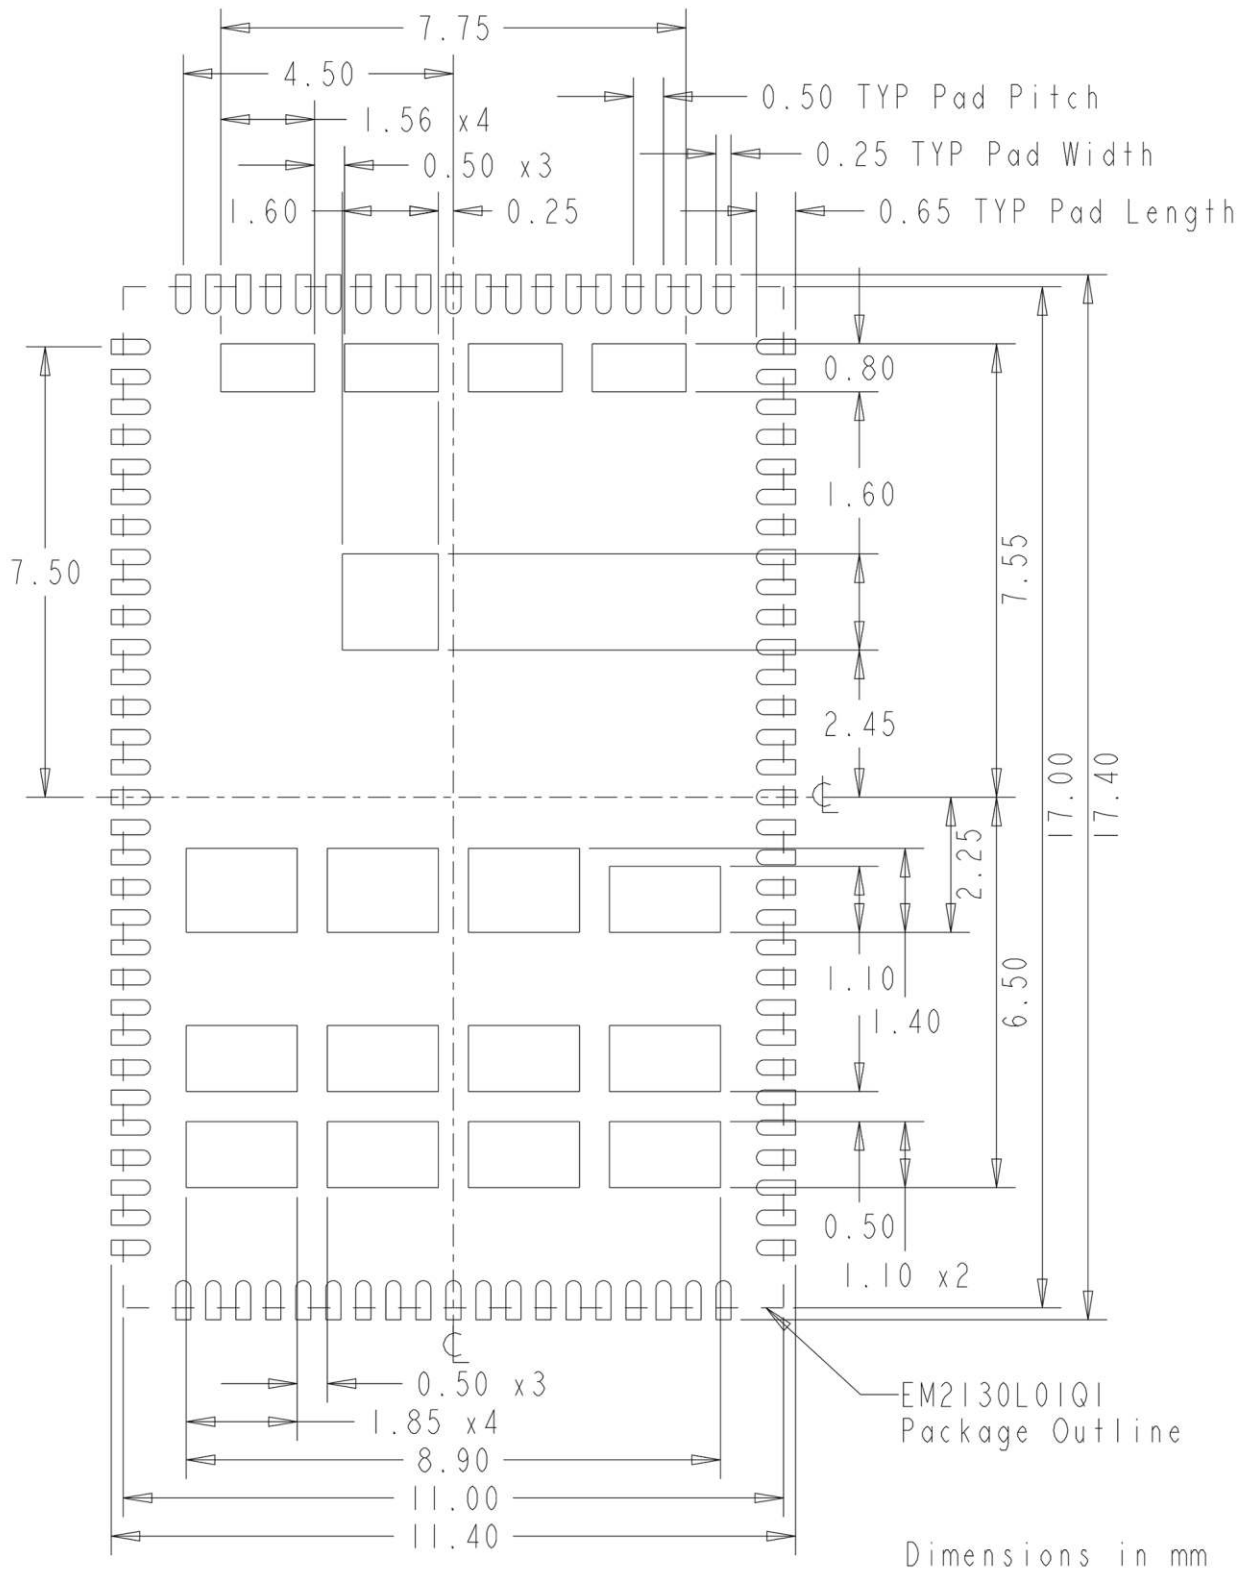 7.75
4.50
0.50 TYP Pad Pitch
1.56 x4
0.25 TYP Pad Width
0.50 x3
1.60
0.25
0.65 TYP Pad Length
0.80
1.60
7.55
7.50
2.45
17.00
17.40
2.25
1.10
6.50
1.40
0.50
1.10 x2
0.50 x3
EM2130L01QI
1.85 x4
Package Outline
8.90
11.00
11.40
Dimensions in mm